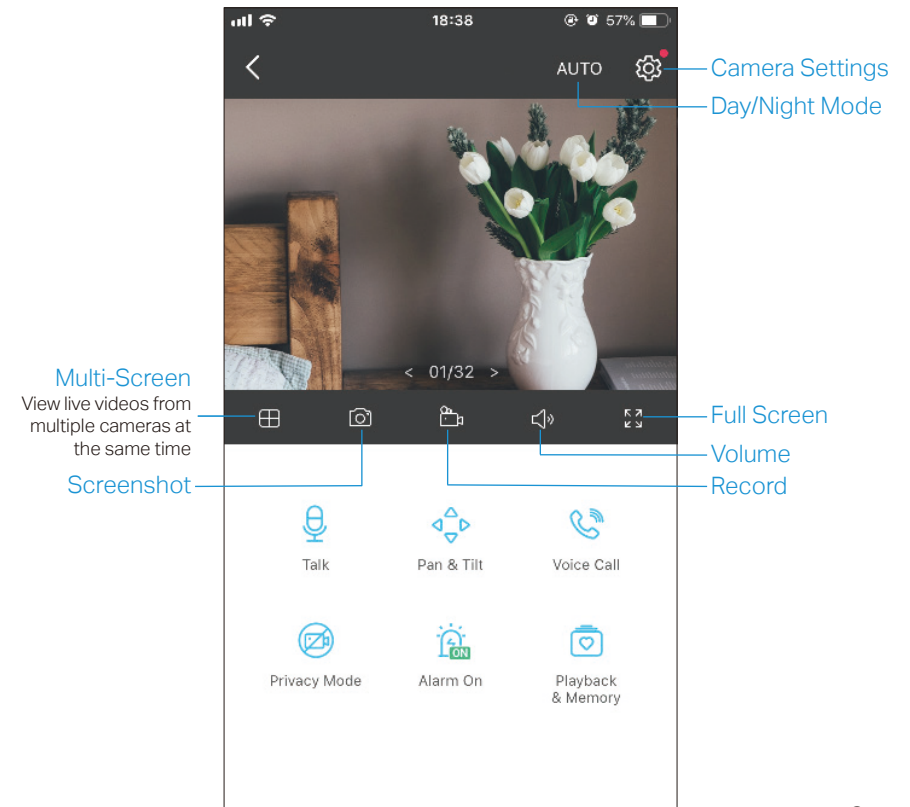 18:38
57%
AUTO
Camera Settings
Day/Night Mode
< 01/32 >
Multi-Screen
View live videos from
multiple cameras at
the same time
Full Screen
Volume
Screenshot
Record
Talk
Pan & Tilt
Voice Call
ON
Privacy Mode
Alarm On
Playback
& Memory